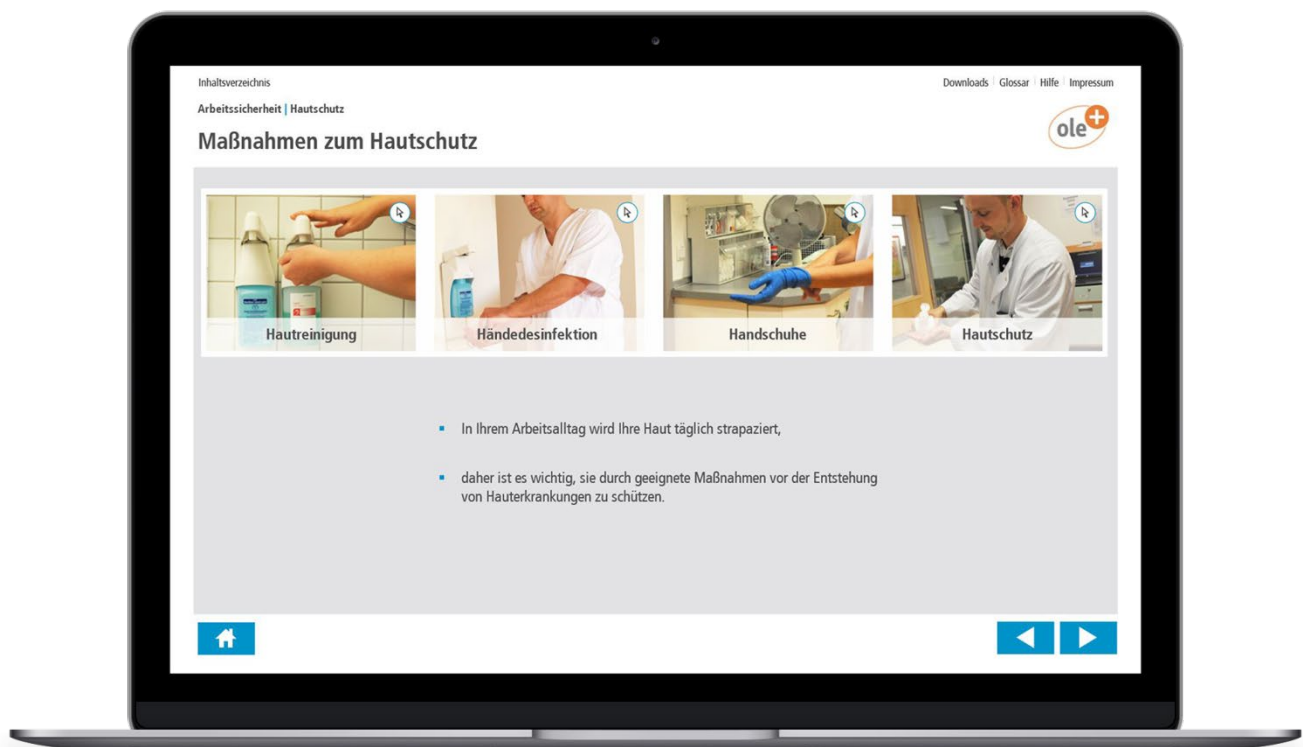 Inhaltsverzeichnis
Downloads | Glossar | Hilfe | Impressum
Arbeitssicherheit | Hautschutz
Maßnahmen zum Hautschutz
ole+
Hautreinigung
Händedesinfektion
Handschuhe
Hautschutz
▪ In Ihrem Arbeitsalltag wird Ihre Haut täglich strapaziert,
▪ daher ist es wichtig, sie durch geeignete Maßnahmen vor der Entstehung
von Hauterkrankungen zu schützen.